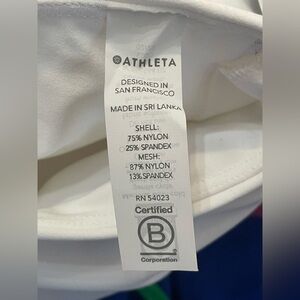 ATHLETA
DESIGNED IN
SAN FRANCISCO
MADE IN SRI LANKA
SHELL:
75% NYLON
25% SPANDEX
MESH:
87% NYLON
13% SPANDEX
RN 54023
Certified
B
Corporation